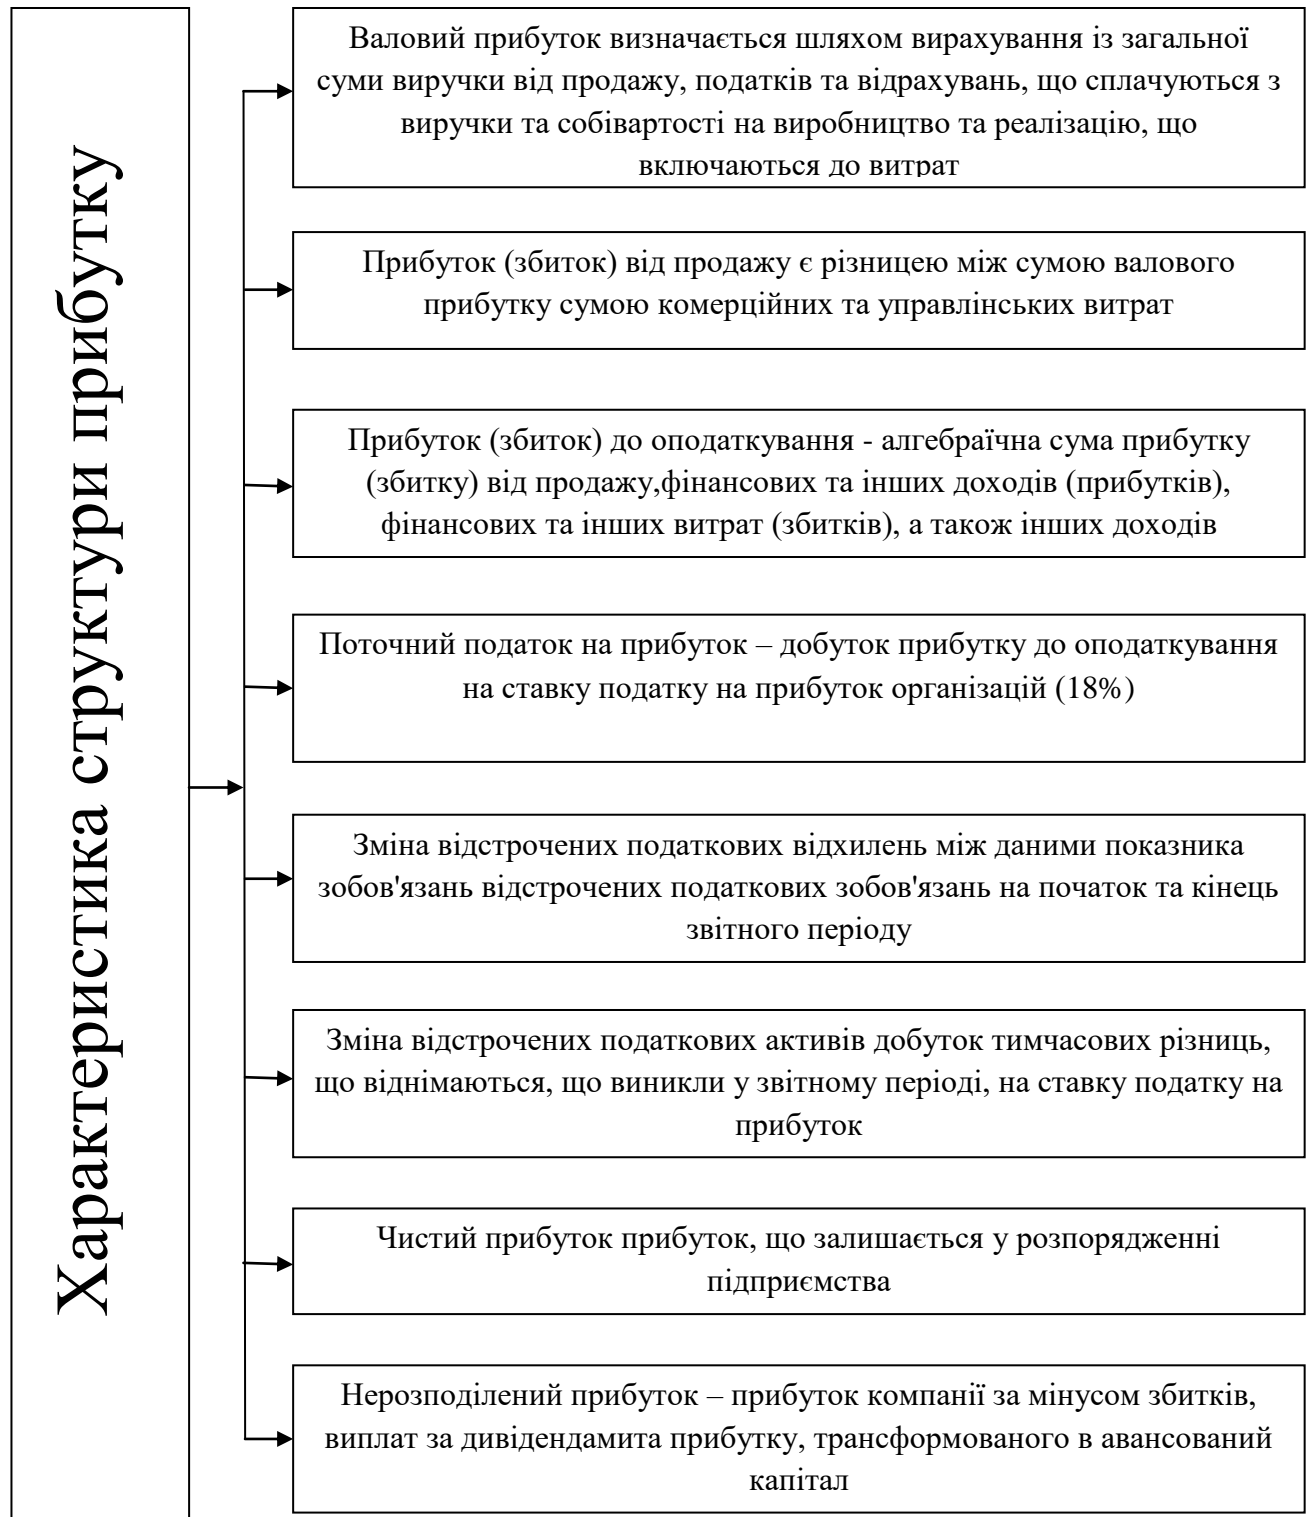 Характеристика структури прибутку
Валовий прибуток визначається шляхом вирахування із загальної
суми виручки від продажу, податків та відрахувань, що сплачуються з
виручки та собівартості на виробництво та реалізацію, що
включаються до витрат
Прибуток (збиток) від продажу є різницею між сумою валового
прибутку сумою комерційних та управлінських витрат
Прибуток (збиток) до оподаткування - алгебраїчна сума прибутку
(збитку) від продажу,фінансових та інших доходів (прибутків),
фінансових та інших витрат (збитків), а також інших доходів
Поточний податок на прибуток – добуток прибутку до оподаткування
на ставку податку на прибуток організацій (18%)
Зміна відстрочених податкових відхилень між даними показника
зобов'язань відстрочених податкових зобов'язань на початок та кінець
звітного періоду
Зміна відстрочених податкових активів добуток тимчасових різниць,
що віднімаються, що виникли у звітному періоді, на ставку податку на
прибуток
Чистий прибуток прибуток, що залишається у розпорядженні
підприємства
Нерозподілений прибуток – прибуток компанії за мінусом збитків,
виплат за дивідендамита прибутку, трансформованого в авансований
капітал